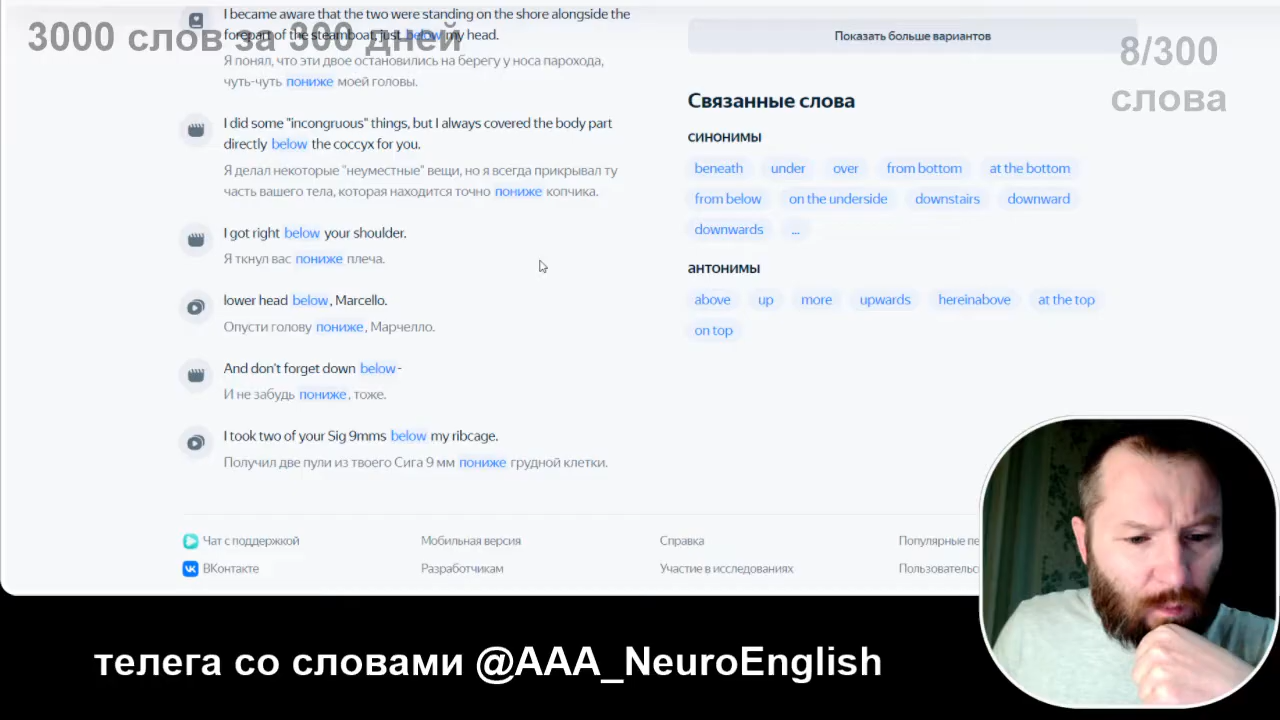 I became aware that the two were standing on the shore alongside the
forepart of the steamboat, just below my head.
Я понял, что эти двое остановились на берегу у носа парохода,
чуть-чуть пониже моей головы.
I did some "incongruous" things, but I always covered the body part
directly below the coccyx for you.
Я делал некоторые "неуместные" вещи, но я всегда прикрывал ту
часть вашего тела, которая находится точно пониже копчика.
I got right below your shoulder.
Я ткнул вас пониже плеча.
lower head below, Marcello.
Опусти голову пониже, Марчелло.
And don't forget down below-
И не забудь пониже, тоже.
I took two of your Sig 9mms below my ribcage.
Получил две пули из твоего Сига 9 мм пониже грудной клетки.
3000 слов за 300 дней
8/300
слова
Показать больше вариантов
Связанные слова
синонимы
beneath under over from bottom at the bottom
from below on the underside downstairs downward
downwards ...
антонимы
above up more upwards hereinabove at the top
on top
Чат с поддержкой Мобильная версия Справка Популярные пе
ВКонтакте Разработчикам Участие в исследованиях Пользовательс
телега со словами @AAA_NeuroEnglish